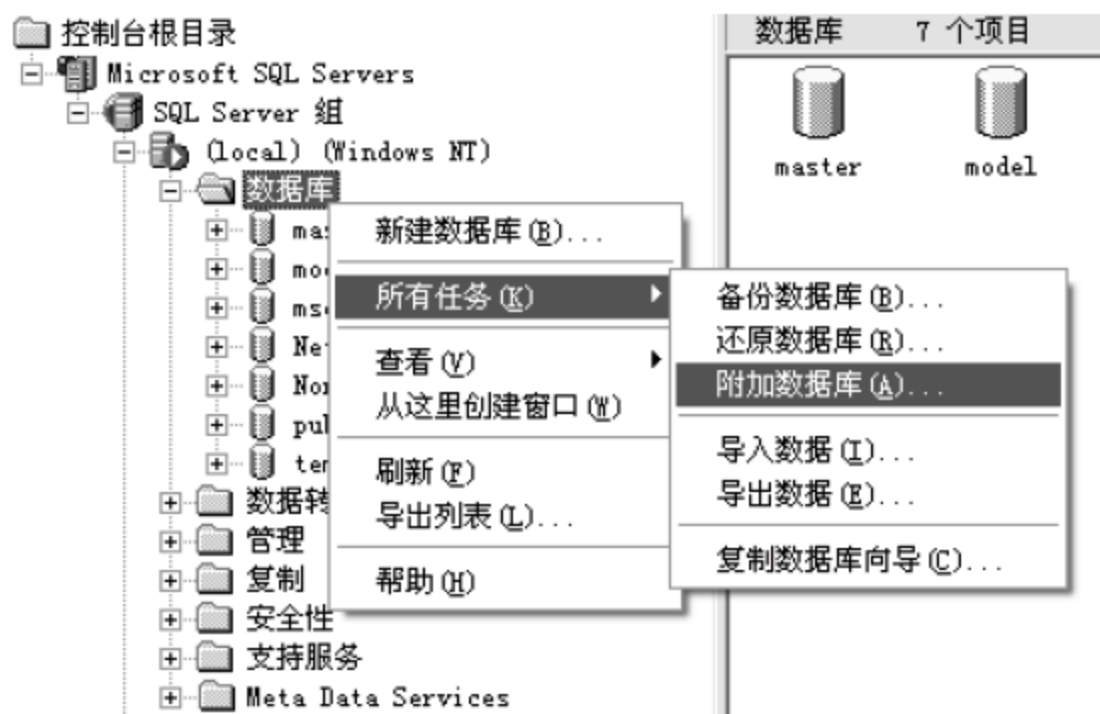 控制台根目录
Microsoft SQL Servers
SQL Server 组
(local) (Windows NT)
数据库
数据转
管理
复制
安全性
支持服务
Meta Data Services
新建数据库(B)...
所有任务(K)
查看(V)
从这里创建窗口(W)
刷新(F)
导出列表(L)...
帮助(H)
备份数据库(B)...
还原数据库(R)...
附加数据库(A)...
导入数据(I)...
导出数据(E)...
复制数据库向导(C)...
数据库 7 个项目
master model